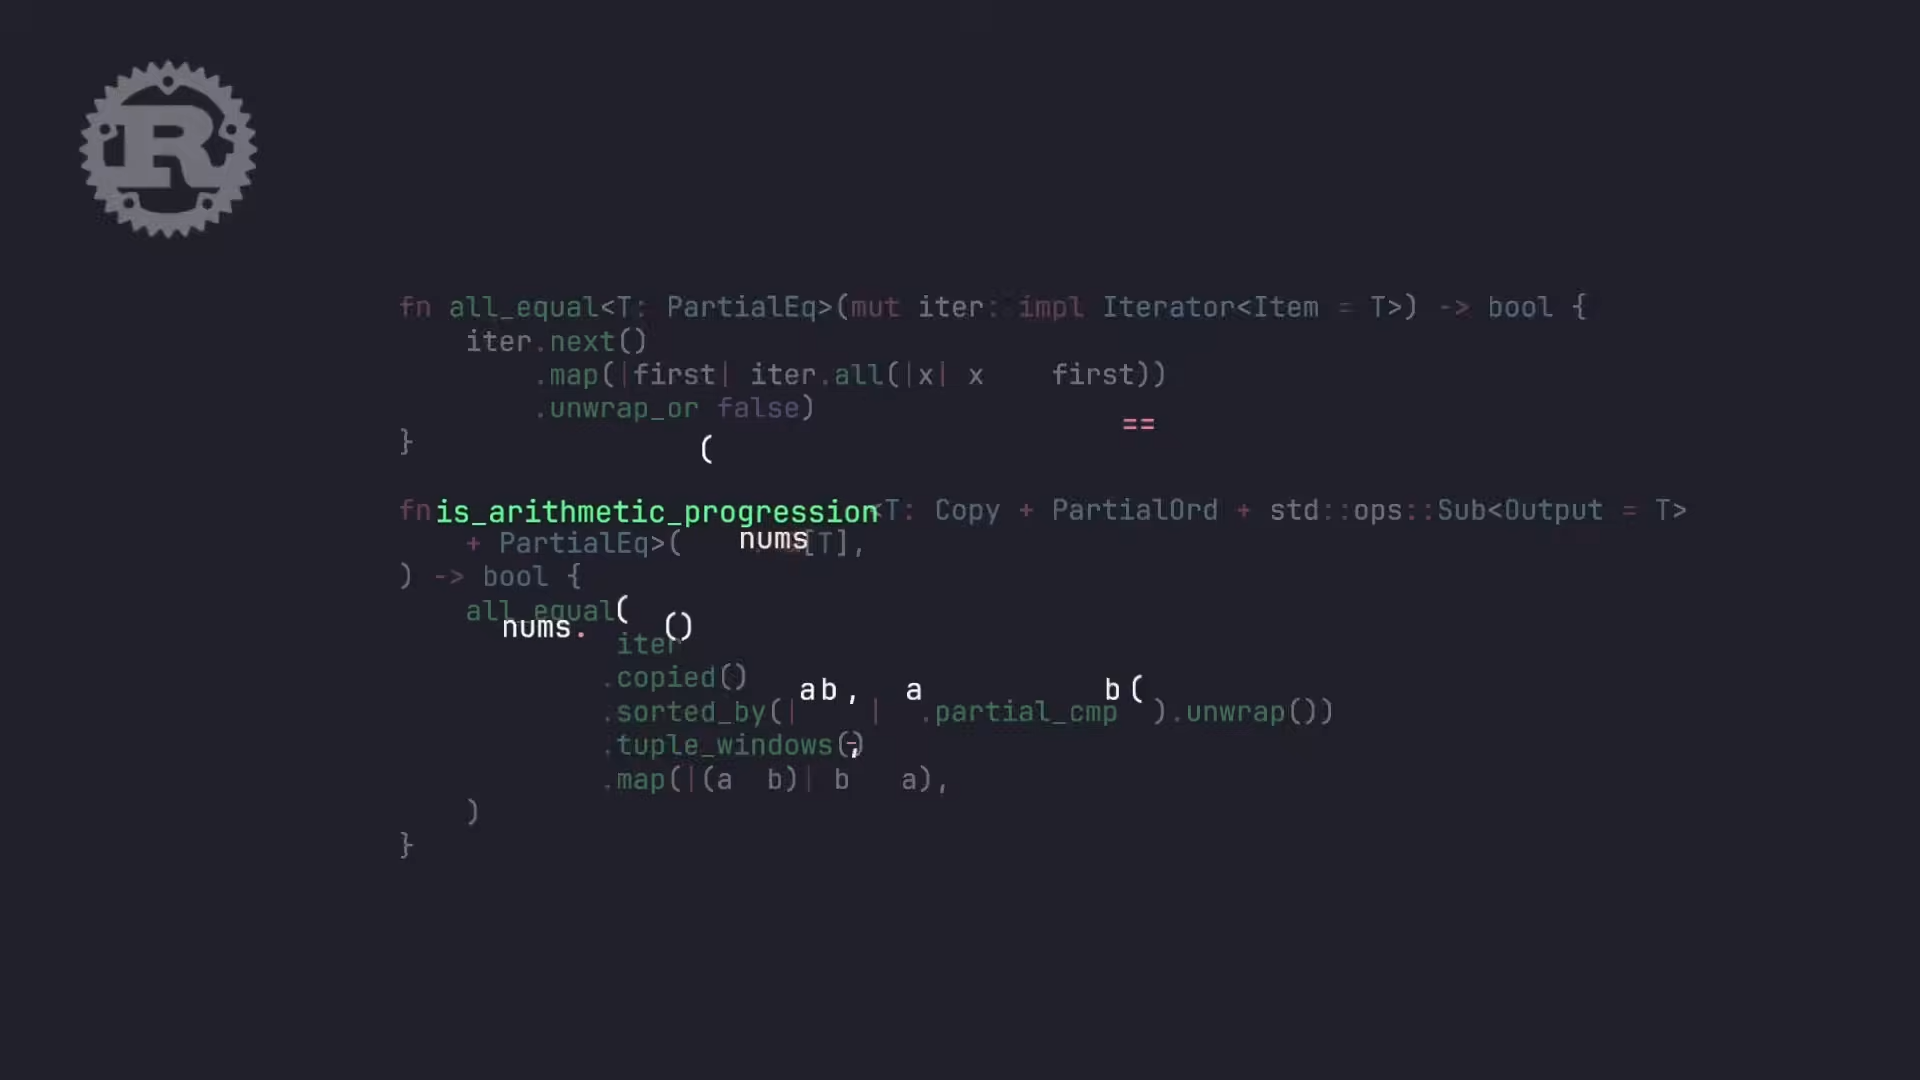 R
fn all_equal<T: PartialEq>(mut iter: impl Iterator<Item = T>) -> bool {
iter.next()
.map(|first| iter.all(|x| x first))
.unwrap_or false)
==
}
(
fn is_arithmetic_progression<T: Copy + PartialOrd + std::ops::Sub<Output = T>
+ PartialEq>( nums [T],
) -> bool {
all_equal(
nums. ()
iter
.copied()
ab, a b(
.sorted_by(| | .partial_cmp ).unwrap())
.tuple_windows()
-,
.map(|(a b)| b a),
)
}